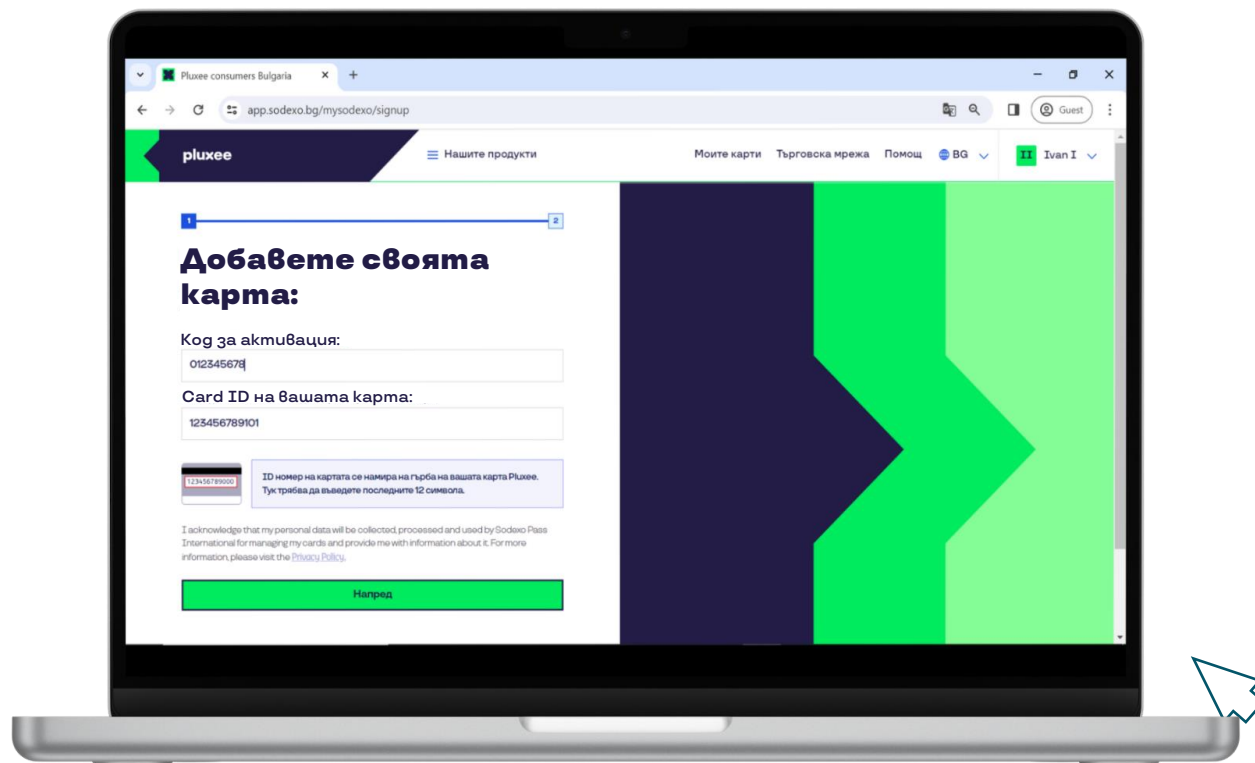 Pluxee consumers Bulgaria
app.sodexo.bg/mysodexo/signup
Guest
pluxee
Нашите продукти
Моите карти
Търговска мрежа
Помощ
BG
II
Ivan I
1
2
Добавете своята
карта:
Код за активация:
012345678
Card ID на вашата карта:
123456789101
123456789000
ID номер на картата се намира на гърба на вашата карта Pluxee.
Тук трябва да въведете последните 12 символа.
I acknowledge that my personal data will be collected, processed and used by Sodexo Pass
International for managing my cards and provide me with information about it. For more
information, please visit the Privacy Policy.
Напред